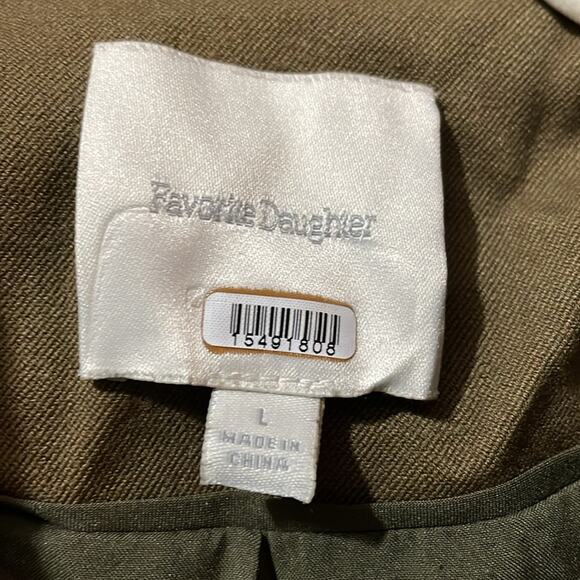 Favorite Daughter
15491808
L
MADE IN
CHINA